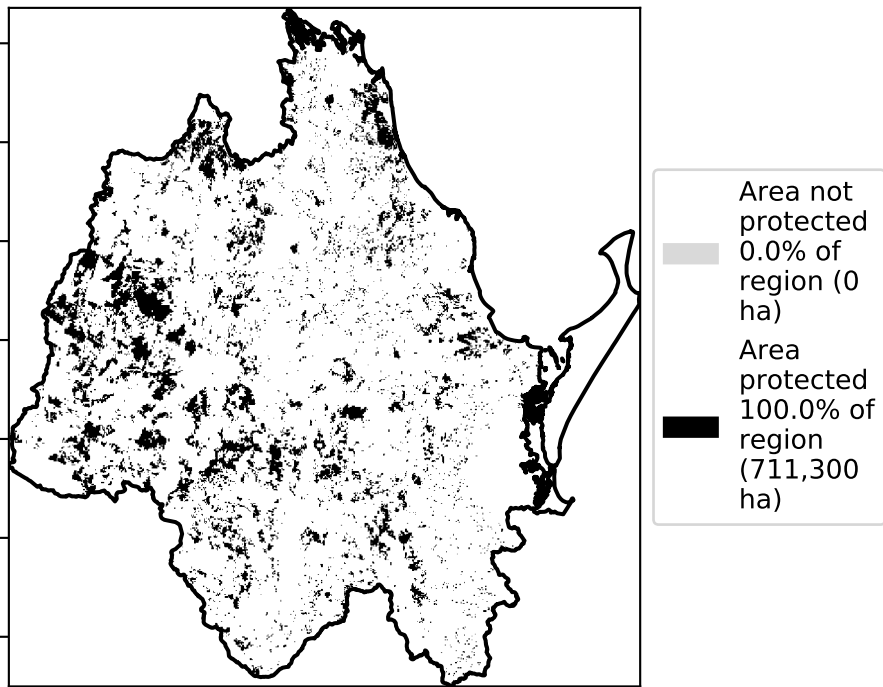 Area not
protected
0.0% of
region (0
ha)
Area
protected
100.0% of
region
(711,300
ha)